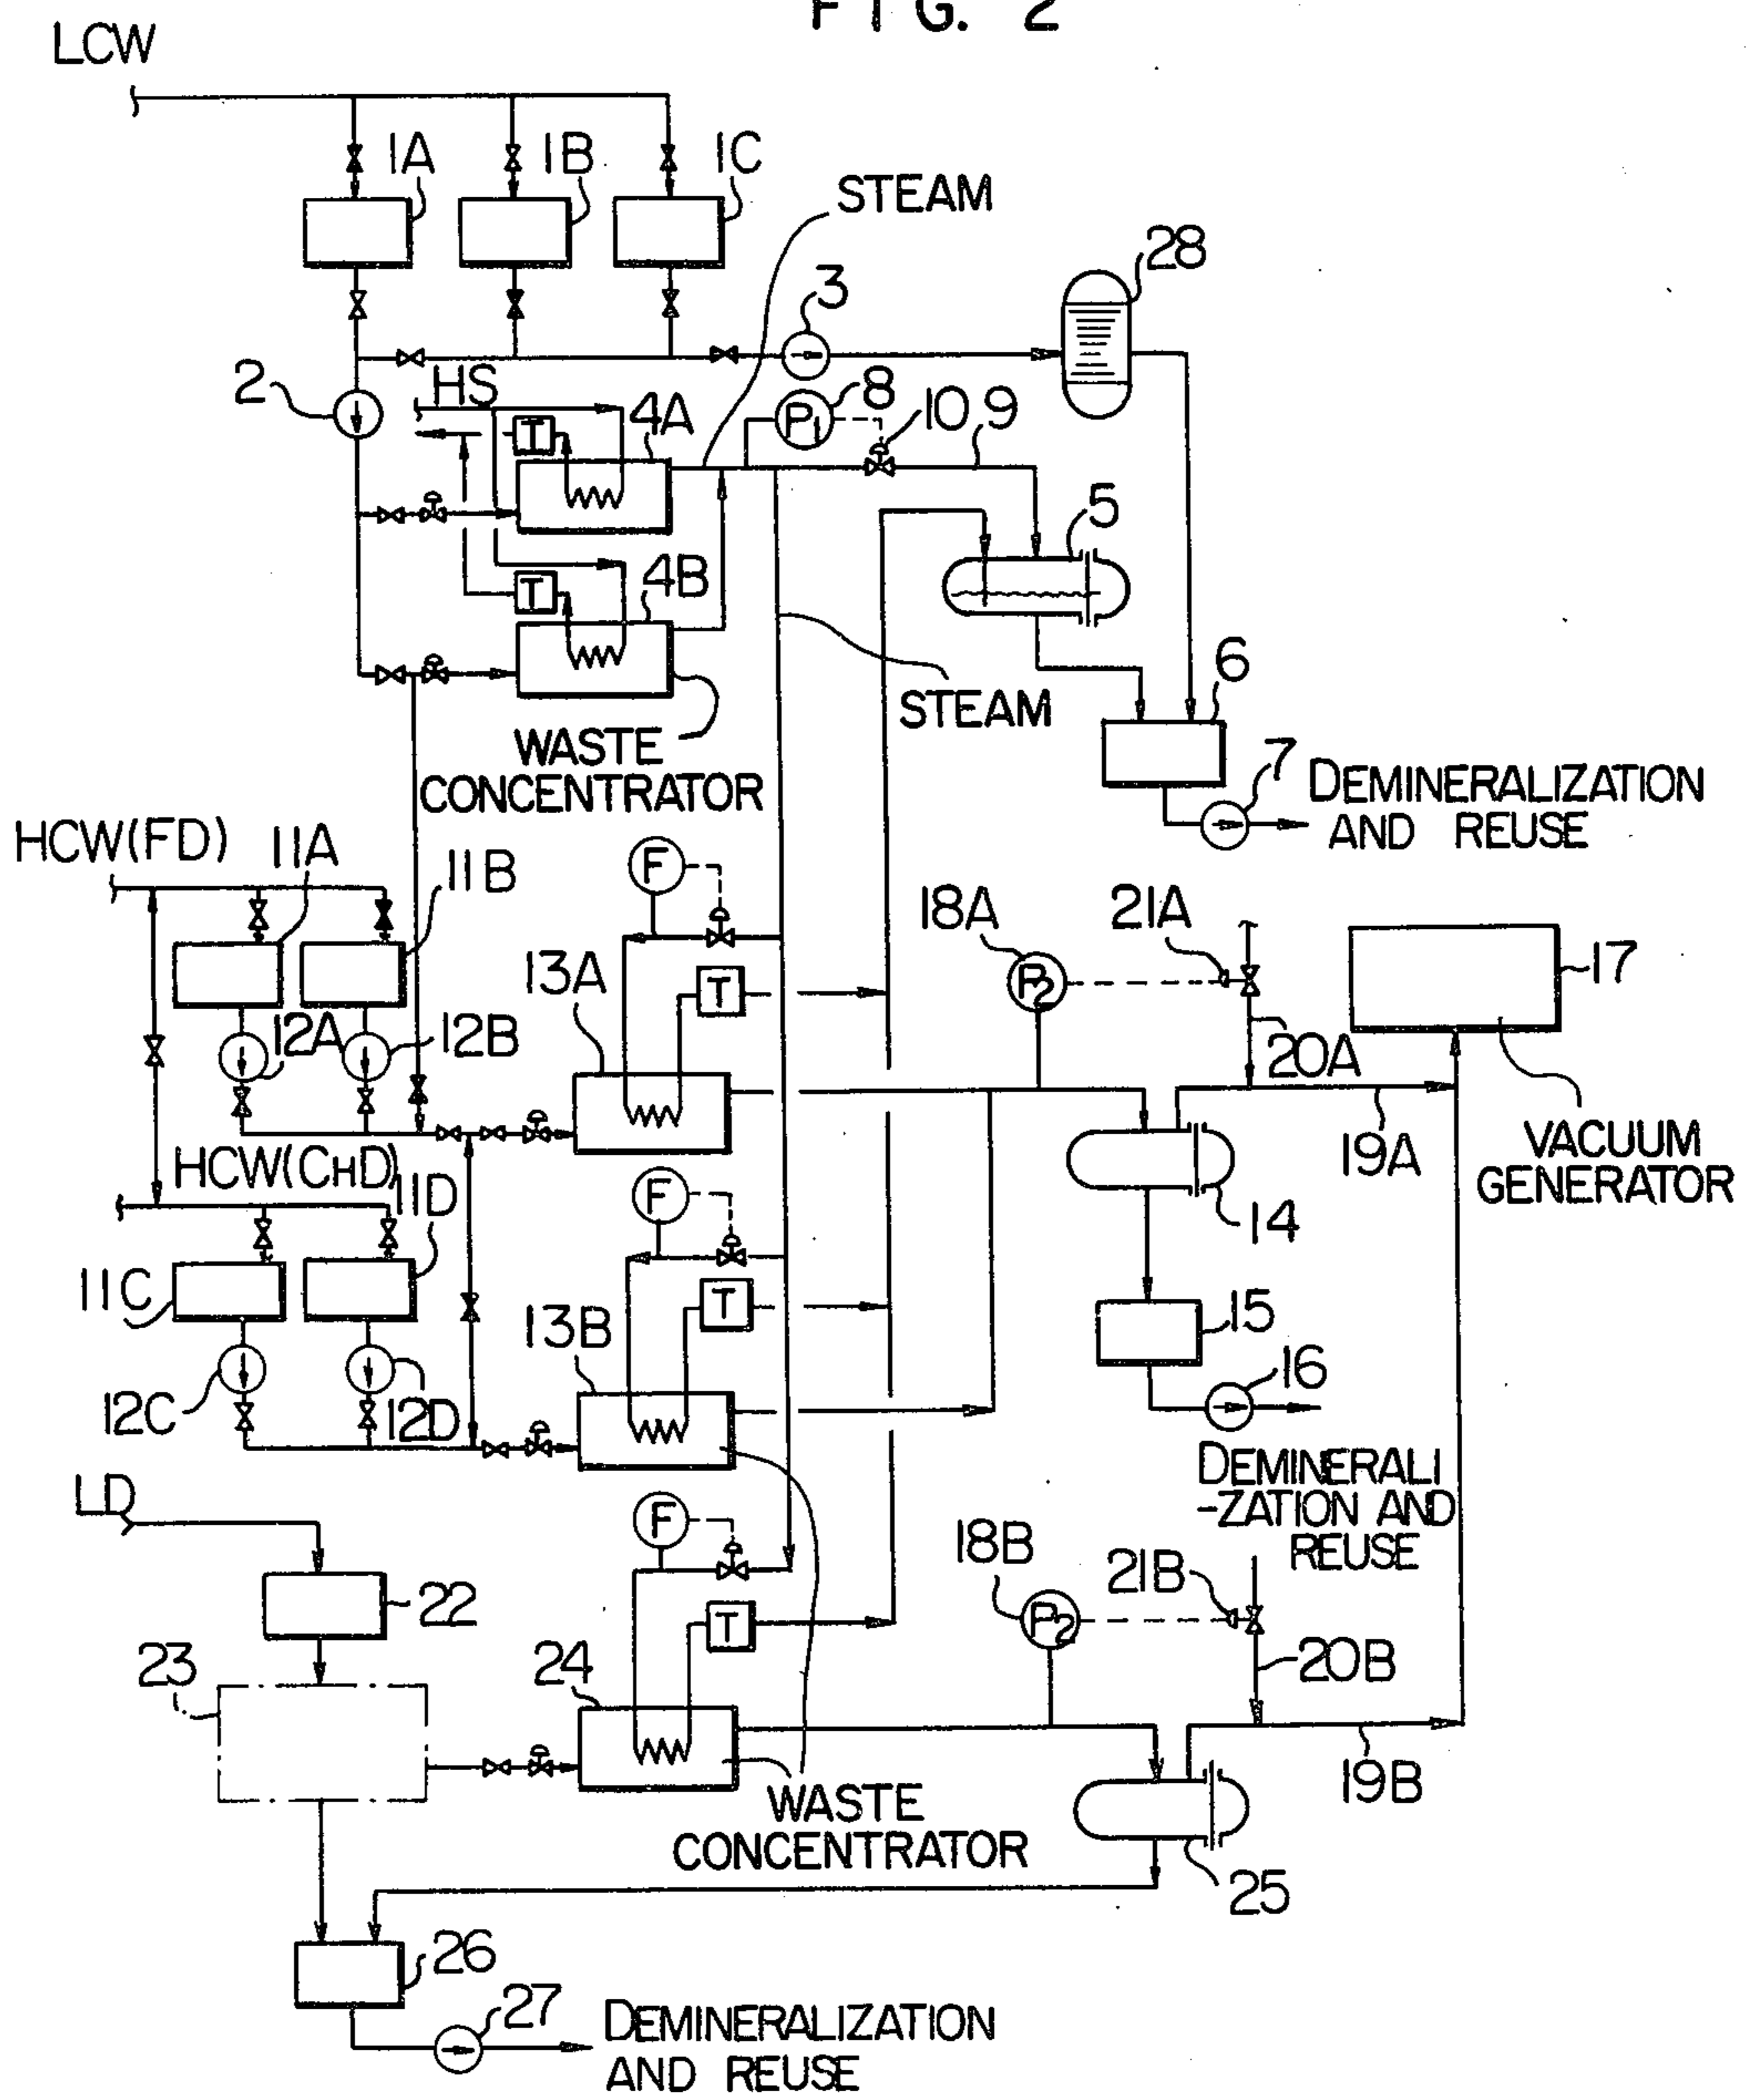 FIG. 2
LCW
1A
1B
1C
STEAM
28
3
2
HS
4A
P1
8
10
9
T
5
T
4B
6
STEAM
WASTE
CONCENTRATOR
7
DEMINERALIZATION
AND REUSE
HCW(FD)
11A
11B
F
18A
21A
17
13A
T
P2
12A
12B
20A
19A
VACUUM
GENERATOR
HCW(CHD)
11D
F
14
11C
T
15
13B
16
12C
12D
DEMINERALI
-ZATION AND
REUSE
LD
F
18B
21B
22
T
P2
23
24
20B
19B
WASTE
CONCENTRATOR
25
26
27
DEMINERALIZATION
AND REUSE